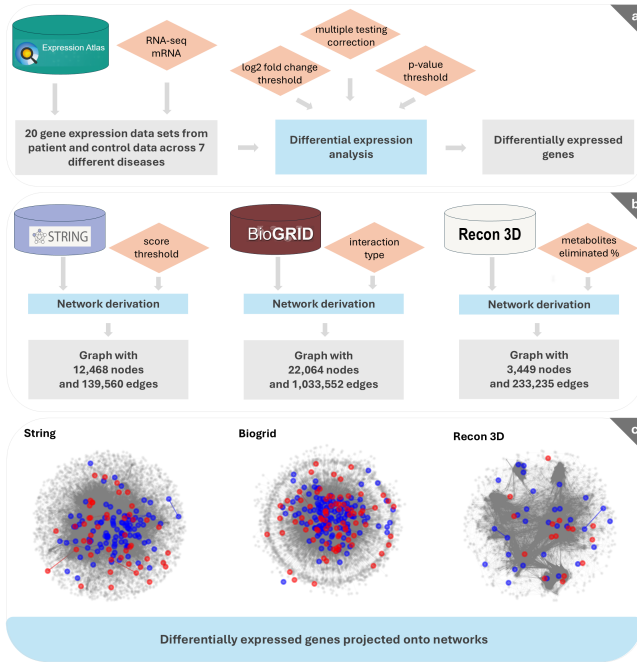 a
Expression Atlas
RNA-seq
mRNA
multiple testing
correction
log2 fold change
threshold
p-value
threshold
20 gene expression data sets from
patient and control data across 7
different diseases
Differential expression
analysis
Differentially expressed
genes
b
STRING
score
threshold
BioGRID
interaction
type
Recon 3D
metabolites
eliminated %
Network derivation
Network derivation
Network derivation
Graph with
12,468 nodes
and 139,560 edges
Graph with
22,064 nodes
and 1,033,552 edges
Graph with
3,449 nodes
and 233,235 edges
c
String
Biogrid
Recon 3D
Differentially expressed genes projected onto networks